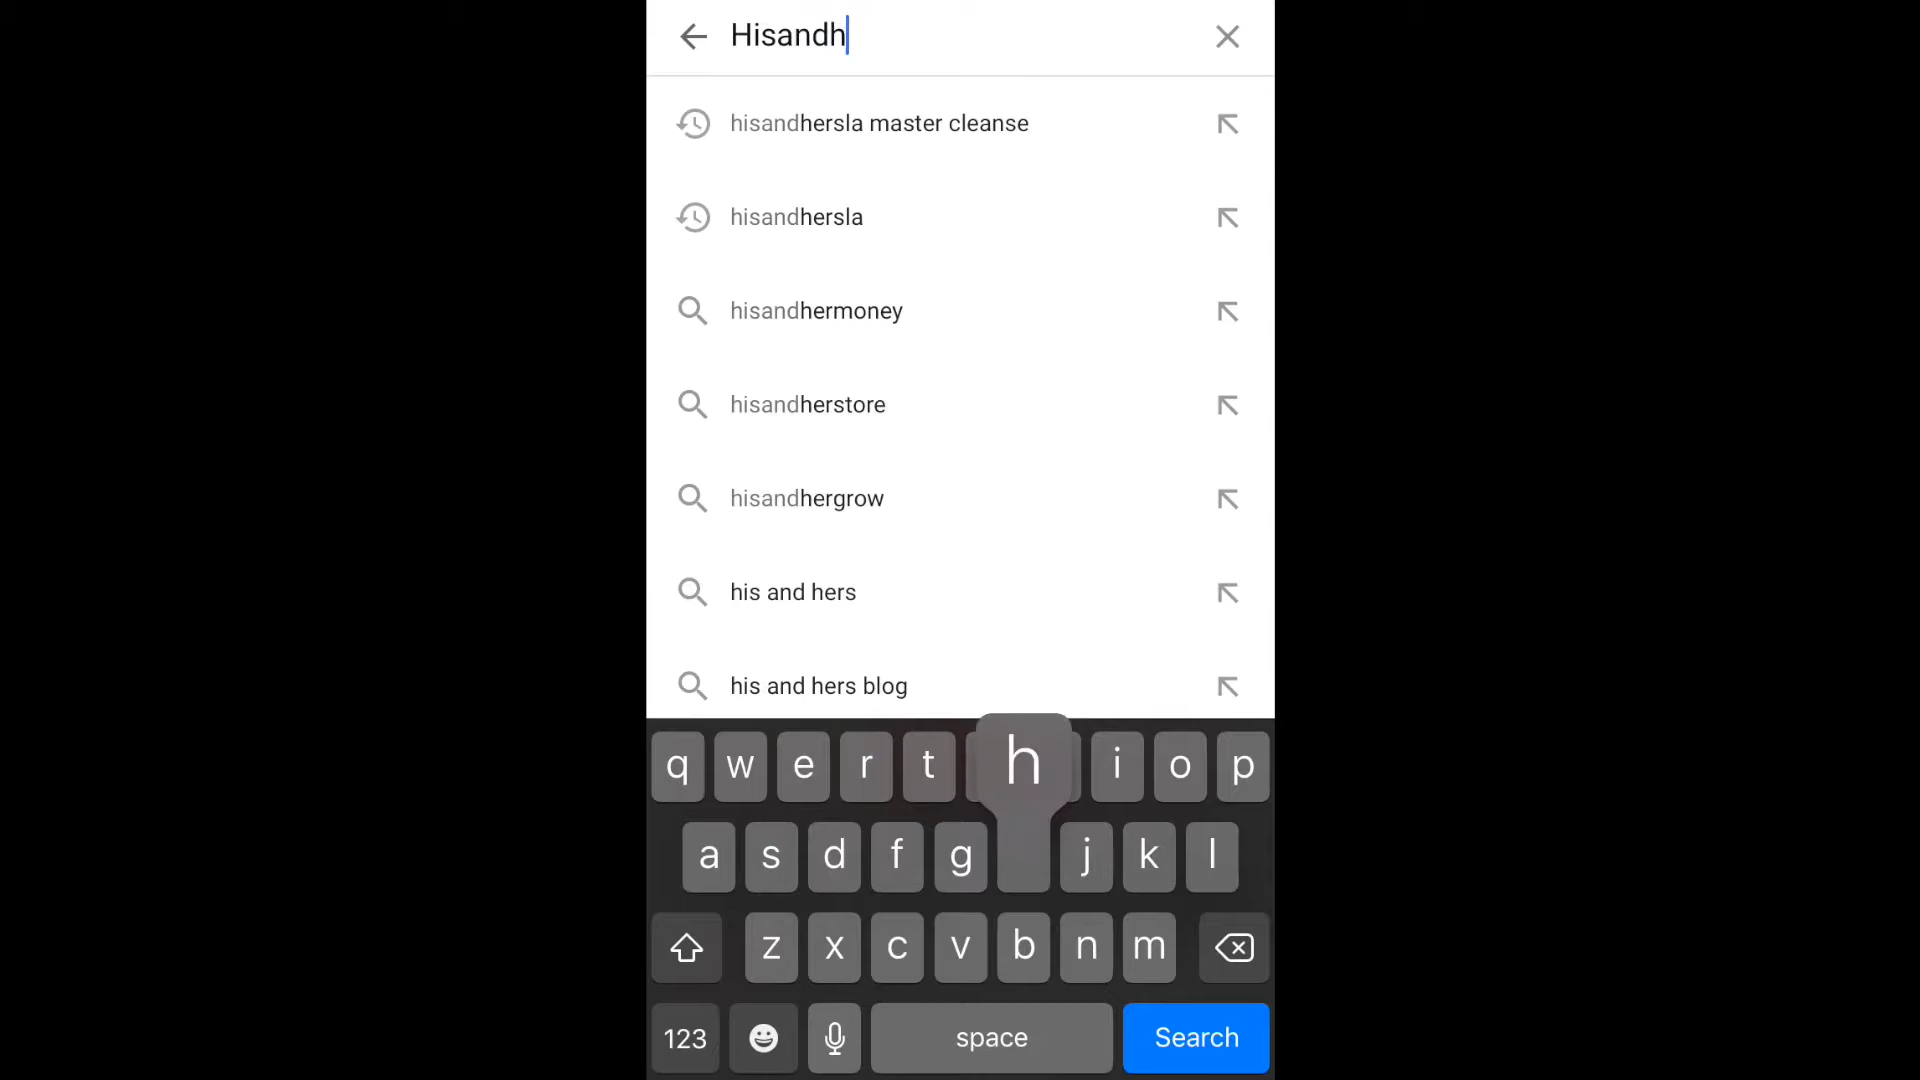 Hisandh
hisandhersla master cleanse
hisandhersla
hisandhermoney
hisandherstore
hisandhergrow
his and hers
his and hers blog
q w e r t h i o p
a s d f g j k l
z x c v b n m
123 space Search